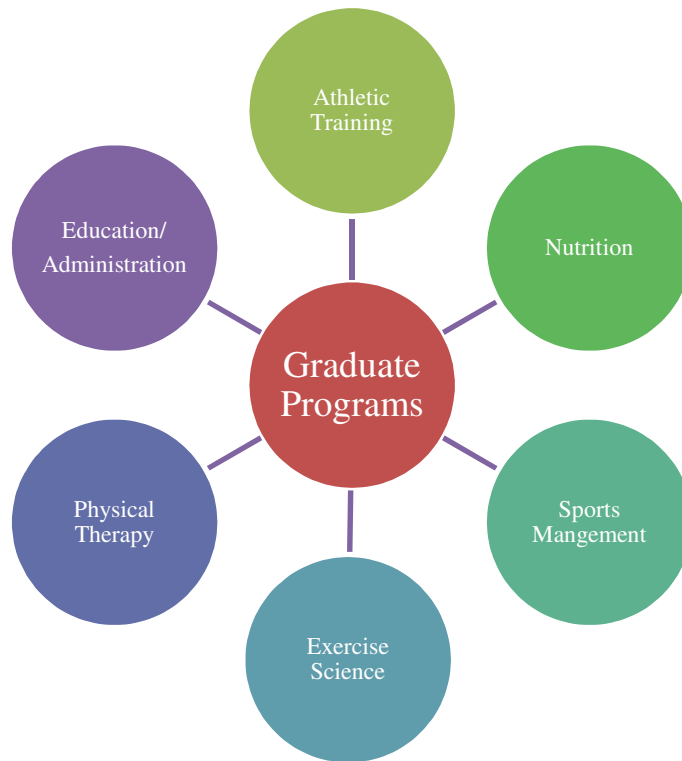 Athletic
Training
Education/
Administration
Nutrition
Graduate
Programs
Physical
Therapy
Sports
Mangement
Exercise
Science